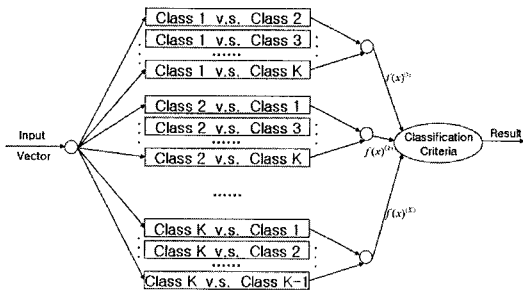 Class 1 v.s. Class 2
Class 1 v.s. Class 3
......
Class 1 v.s. Class K
Class 2 v.s. Class 1
Class 2 v.s. Class 3
......
Class 2 v.s. Class K
......
Class K v.s. Class 1
Class K v.s. Class 2
......
Class K v.s. Class K-1
Input
Vector
f(x)
f(x)
f(x)
Classification
Criteria
Result